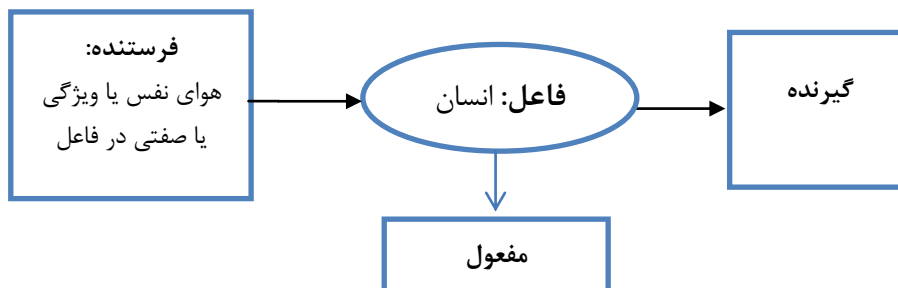 فرستنده:
هوای نفس یا ویژگی
یا صفتی در فاعل
فاعل: انسان
گیرنده
مفعول